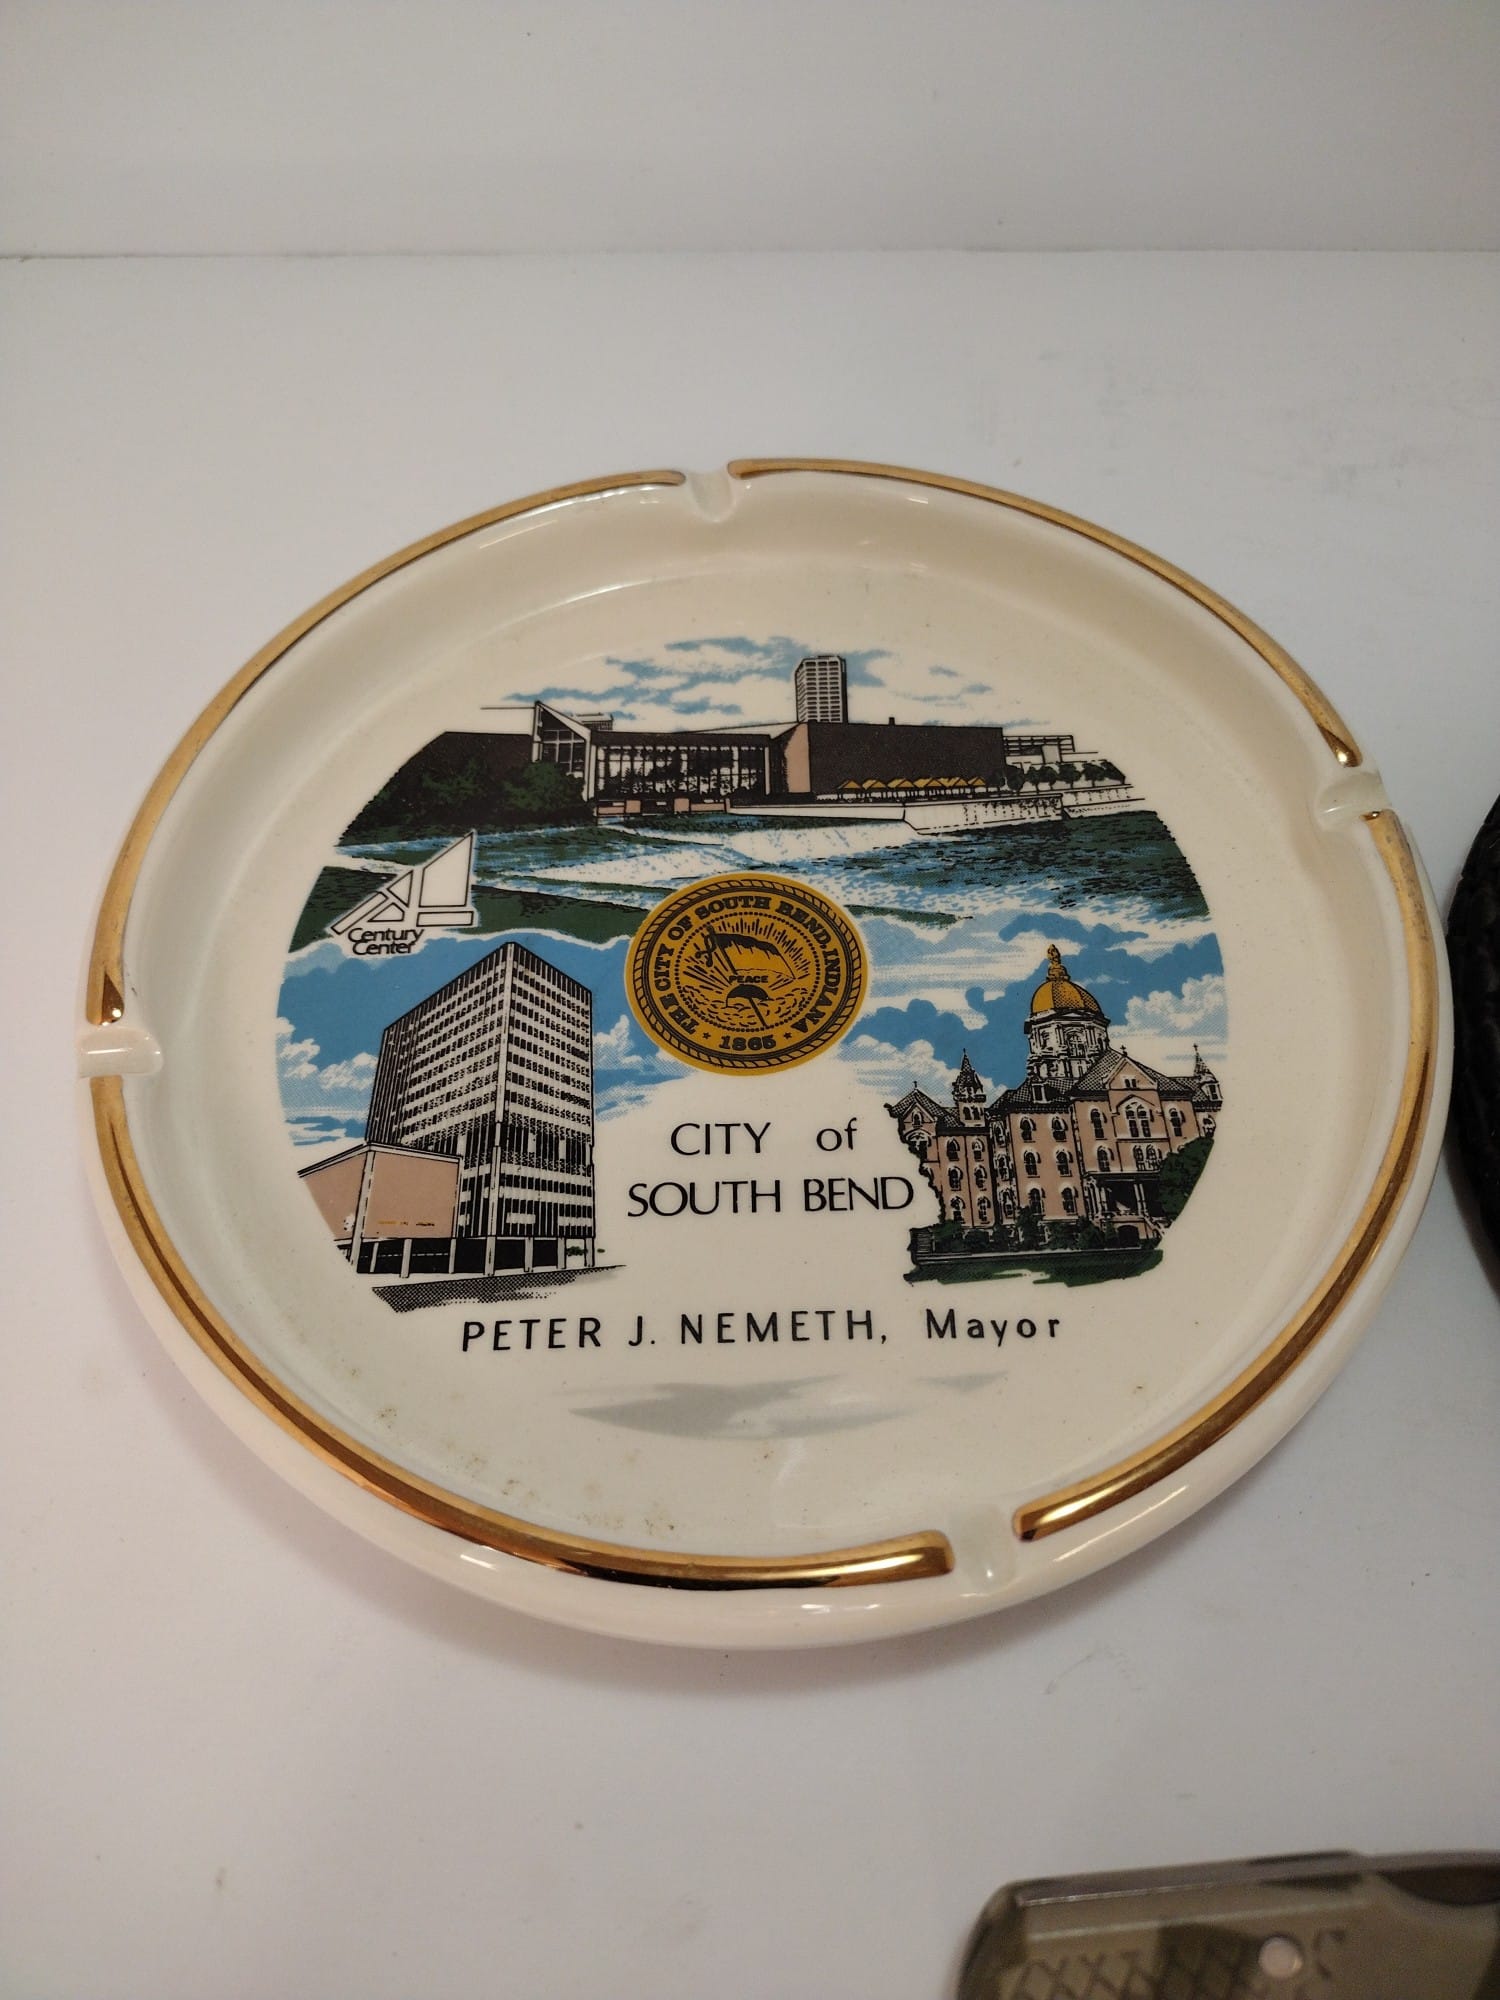 Century
Center
THE CITY OF SOUTH BEND, INDIANA
PEACE
1865
CITY of
SOUTH BEND
PETER J. NEMETH, Mayor